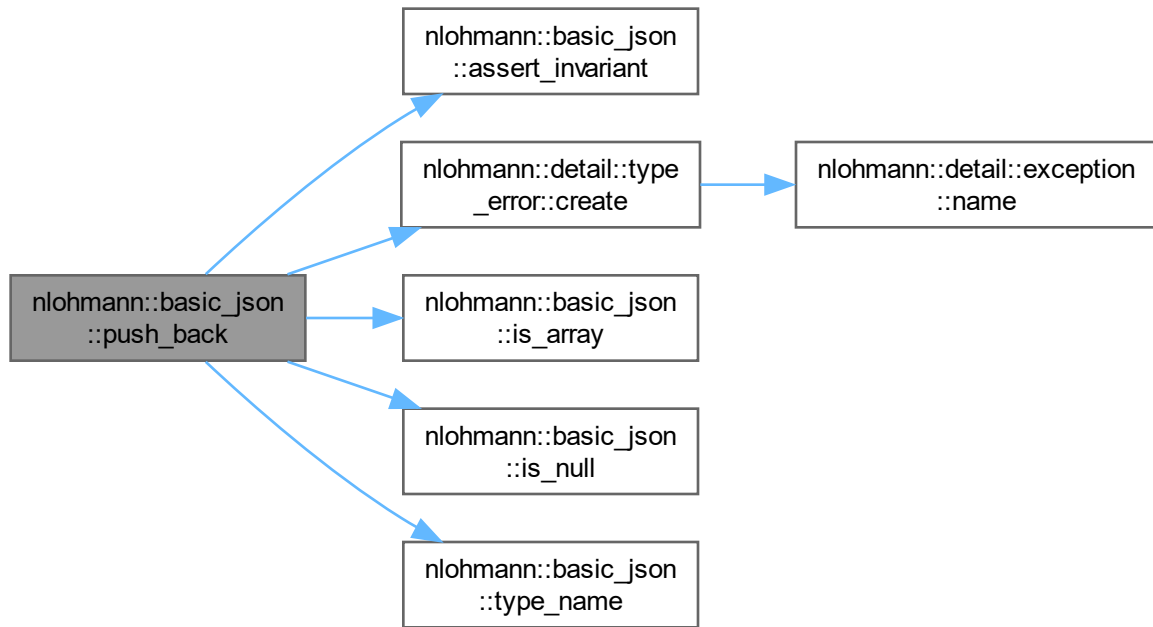 nlohmann::basic_json
::push_back
nlohmann::basic_json
::assert_invariant
nlohmann::detail::type
_error::create
nlohmann::detail::exception
::name
nlohmann::basic_json
::is_array
nlohmann::basic_json
::is_null
nlohmann::basic_json
::type_name